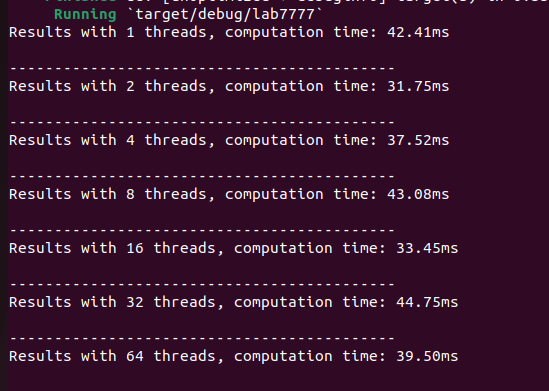 Running `target/debug/lab7777`
Results with 1 threads, computation time: 42.41ms
-------------------------------------------
Results with 2 threads, computation time: 31.75ms
-------------------------------------------
Results with 4 threads, computation time: 37.52ms
-------------------------------------------
Results with 8 threads, computation time: 43.08ms
-------------------------------------------
Results with 16 threads, computation time: 33.45ms
-------------------------------------------
Results with 32 threads, computation time: 44.75ms
-------------------------------------------
Results with 64 threads, computation time: 39.50ms